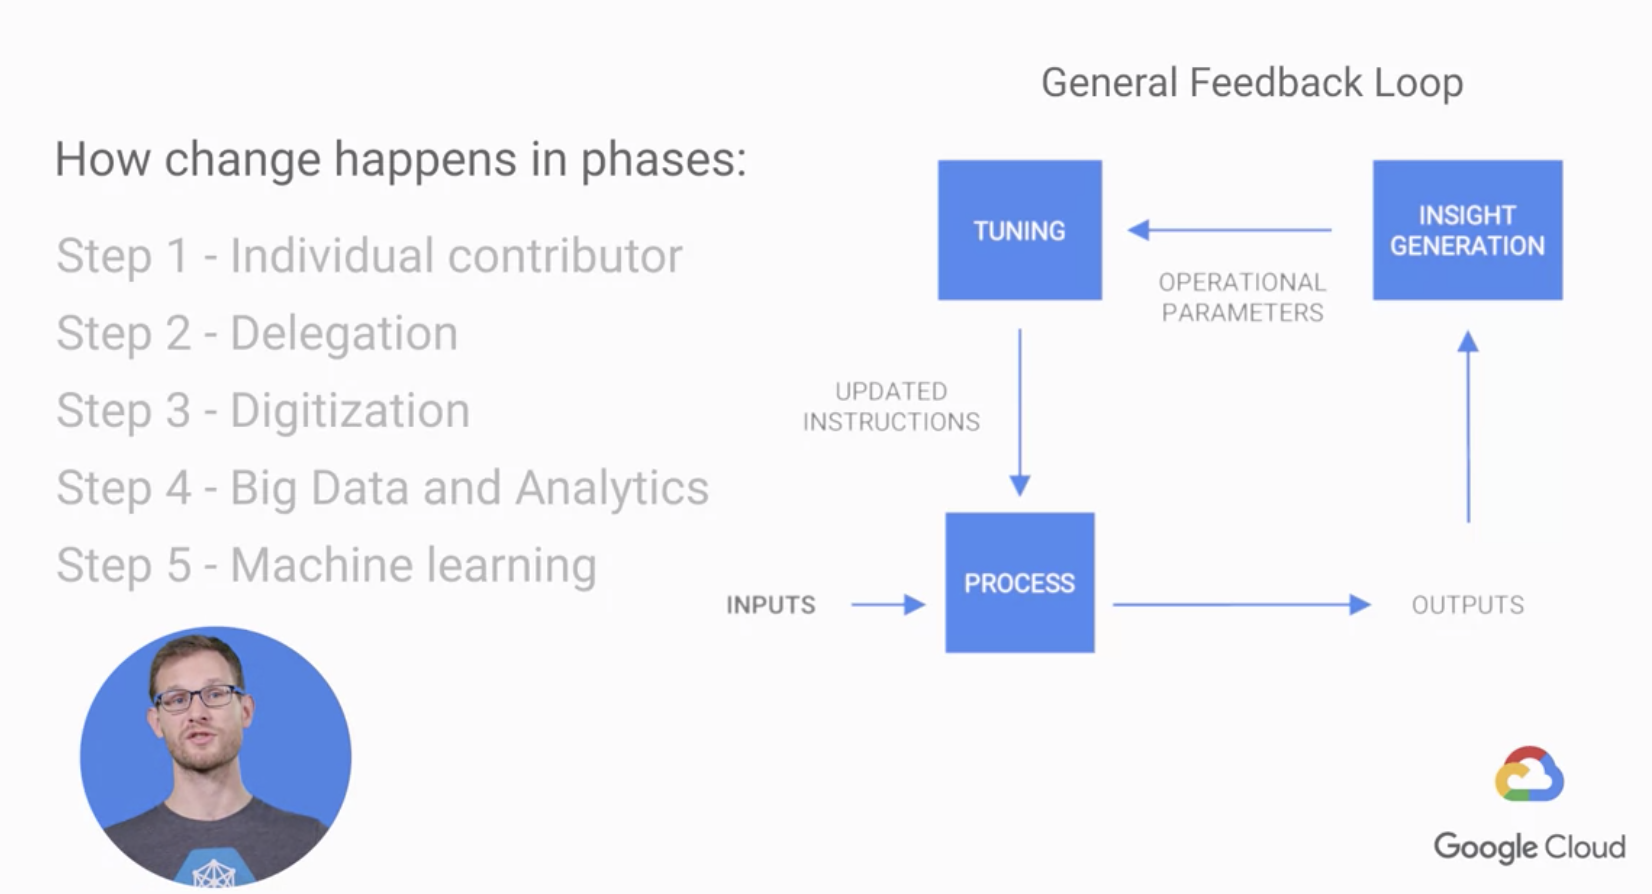 General Feedback Loop
How change happens in phases:
Step 1 - Individual contributor
Step 2 - Delegation
Step 3 - Digitization
Step 4 - Big Data and Analytics
Step 5 - Machine learning
TUNING
INSIGHT
GENERATION
OPERATIONAL
PARAMETERS
UPDATED
INSTRUCTIONS
PROCESS
INPUTS
OUTPUTS
Google Cloud